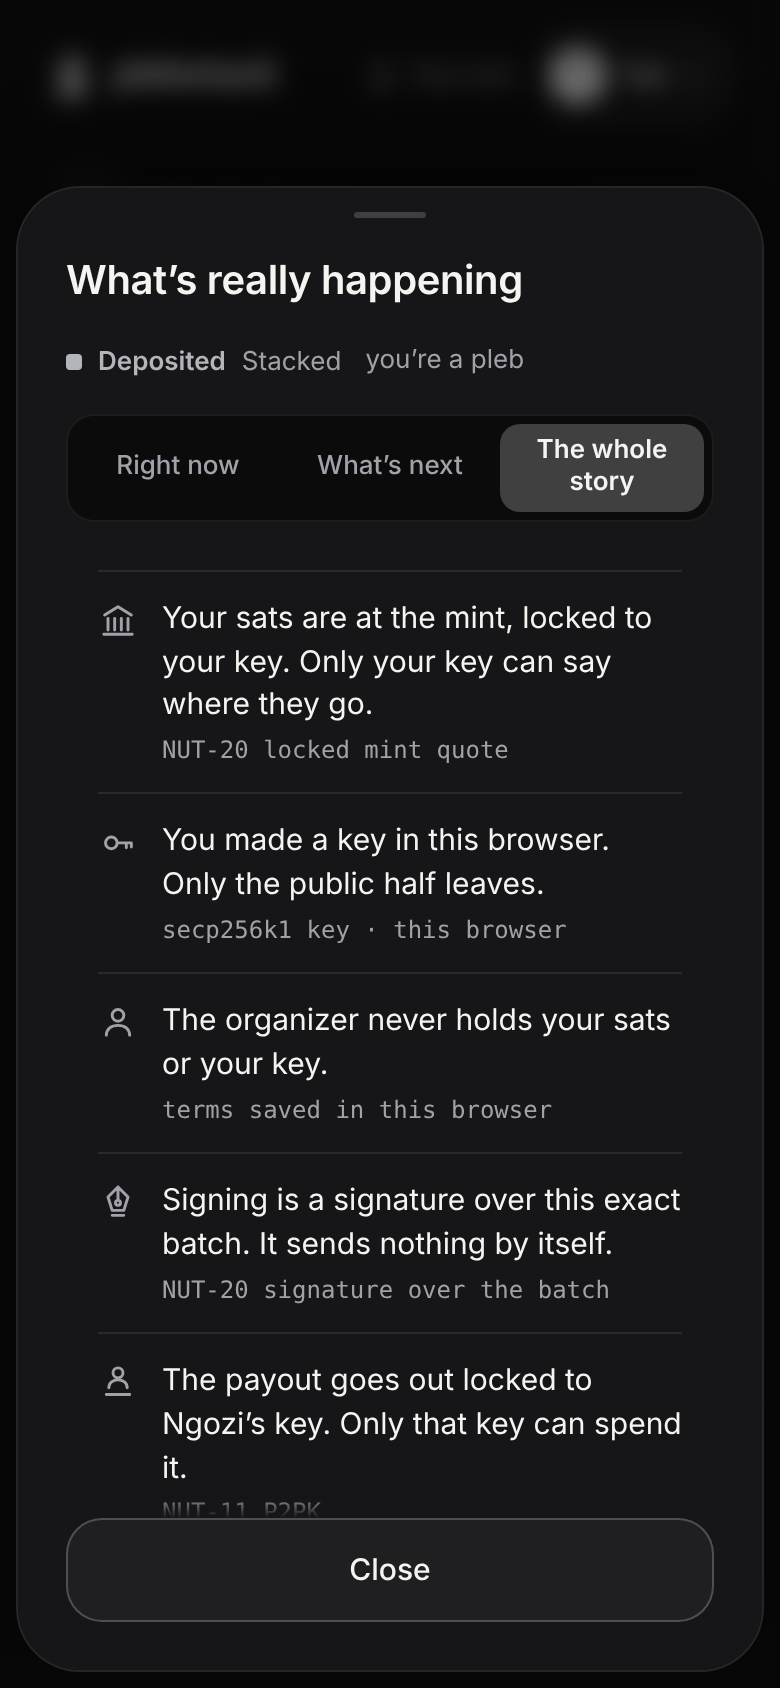 What’s really happening
Deposited Stacked you’re a pleb
Right now
What’s next
The whole
story
Your sats are at the mint, locked to
your key. Only your key can say
where they go.
NUT-20 locked mint quote
You made a key in this browser.
Only the public half leaves.
secp256k1 key · this browser
The organizer never holds your sats
or your key.
terms saved in this browser
Signing is a signature over this exact
batch. It sends nothing by itself.
NUT-20 signature over the batch
The payout goes out locked to
Ngozi’s key. Only that key can spend
it.
NUT-11 P2PK
Close